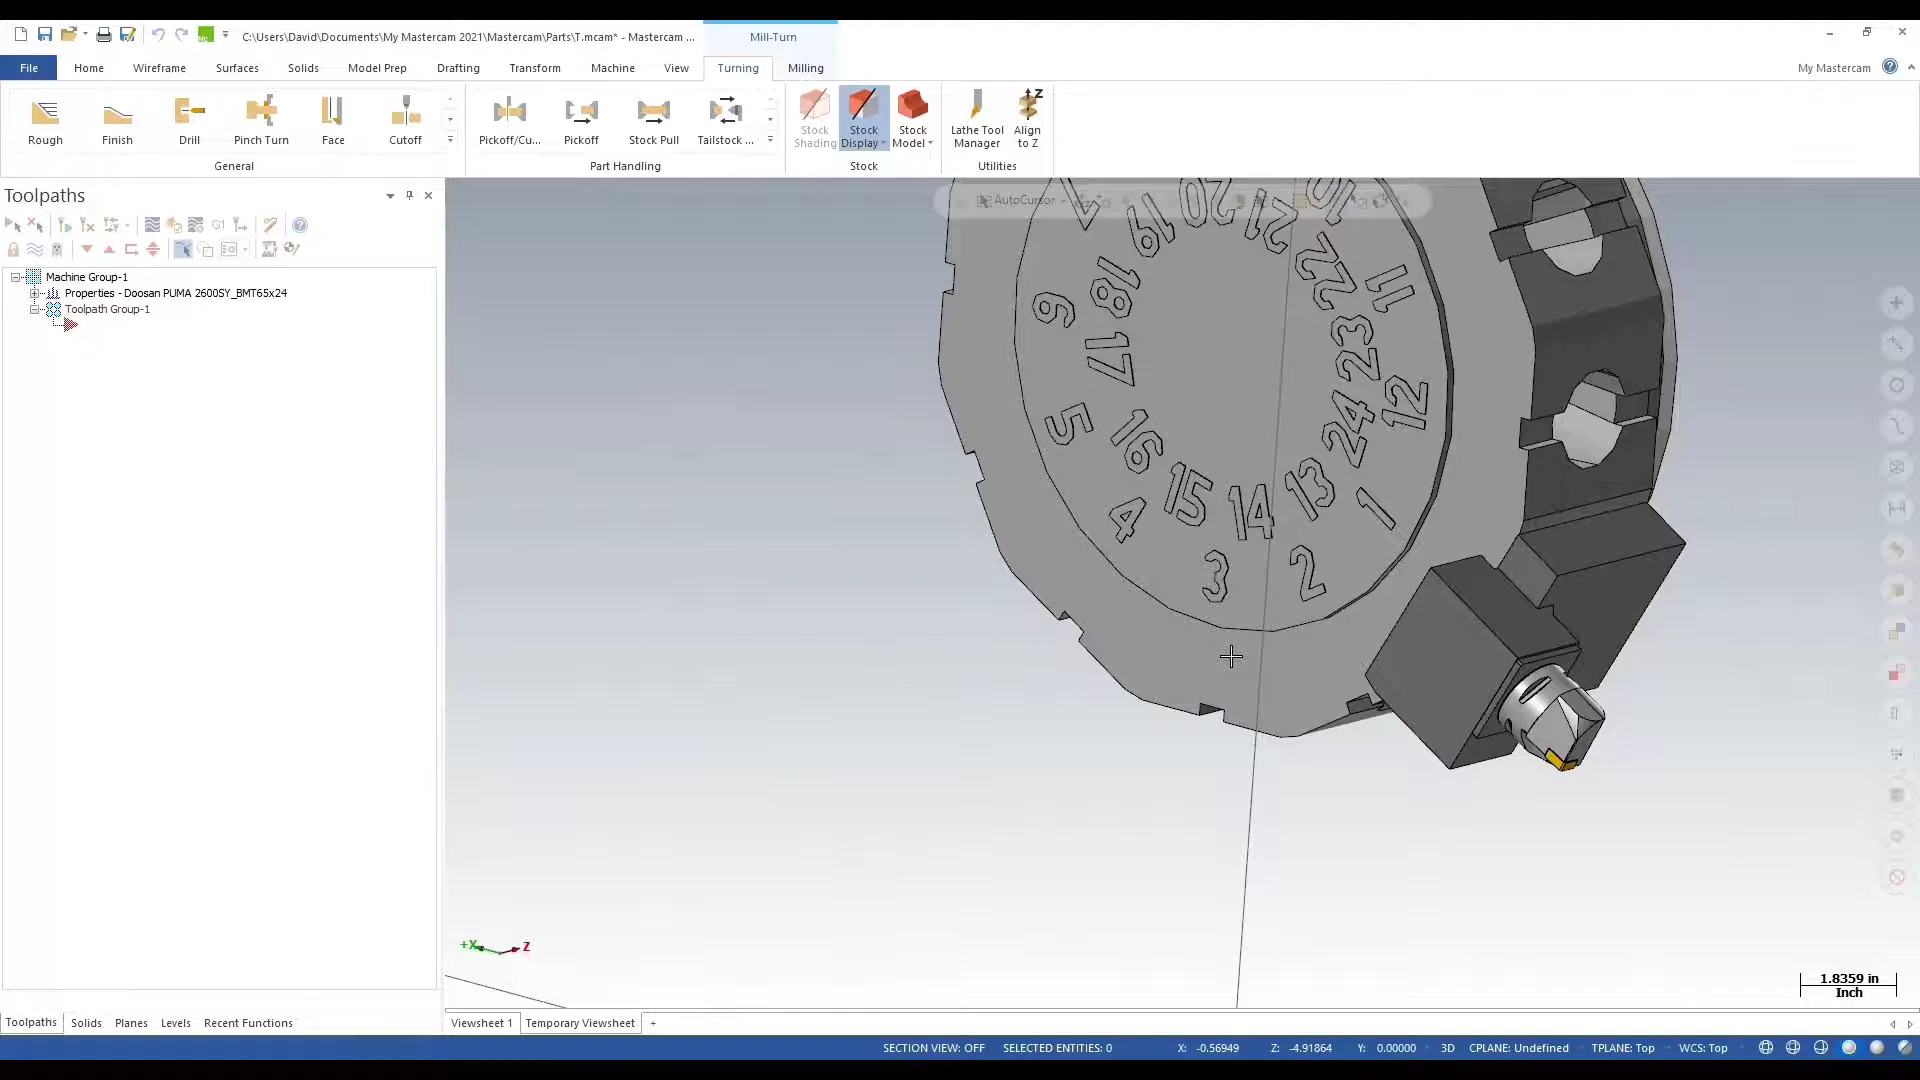 C:\Users\David\Documents\My Mastercam 2021\Mastercam\Parts\T.mcam* - Mastercam ...
Mill-Turn
File
Home
Wireframe
Surfaces
Solids
Model Prep
Drafting
Transform
Machine
View
Turning
Milling
My Mastercam
Rough
Finish
Drill
Pinch Turn
Face
Cutoff
General
Pickoff/Cu...
Pickoff
Stock Pull
Tailstock ...
Part Handling
Stock
Shading
Stock
Display
Stock
Model
Stock
Lathe Tool
Manager
Z
Align
to Z
Utilities
Toolpaths
G1
Machine Group-1
Properties - Doosan PUMA 2600SY_BMT65x24
Toolpath Group-1
AutoCursor
7
19
20
21
10
6
18
22
11
17
23
12
5
16
24
4
15
14
13
1
3
2
+X
Z
1.8359 in
Inch
Toolpaths
Solids
Planes
Levels
Recent Functions
Viewsheet 1
Temporary Viewsheet
+
SECTION VIEW: OFF
SELECTED ENTITIES: 0
X: -0.56949
Z: -4.91864
Y: 0.00000
3D
CPLANE: Undefined
TPLANE: Top
WCS: Top